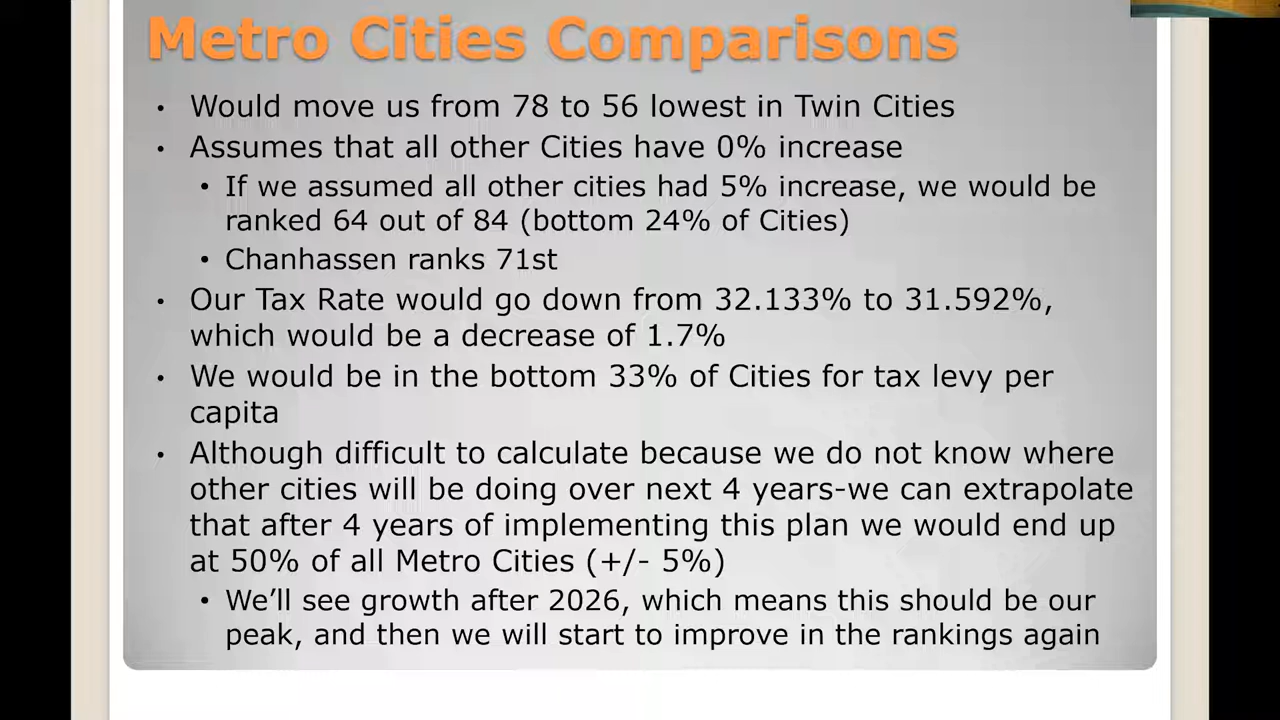 Metro Cities Comparisons
• Would move us from 78 to 56 lowest in Twin Cities
• Assumes that all other Cities have 0% increase
• If we assumed all other cities had 5% increase, we would be
ranked 64 out of 84 (bottom 24% of Cities)
• Chanhassen ranks 71st
• Our Tax Rate would go down from 32.133% to 31.592%,
which would be a decrease of 1.7%
• We would be in the bottom 33% of Cities for tax levy per
capita
• Although difficult to calculate because we do not know where
other cities will be doing over next 4 years-we can extrapolate
that after 4 years of implementing this plan we would end up
at 50% of all Metro Cities (+/- 5%)
• We’ll see growth after 2026, which means this should be our
peak, and then we will start to improve in the rankings again